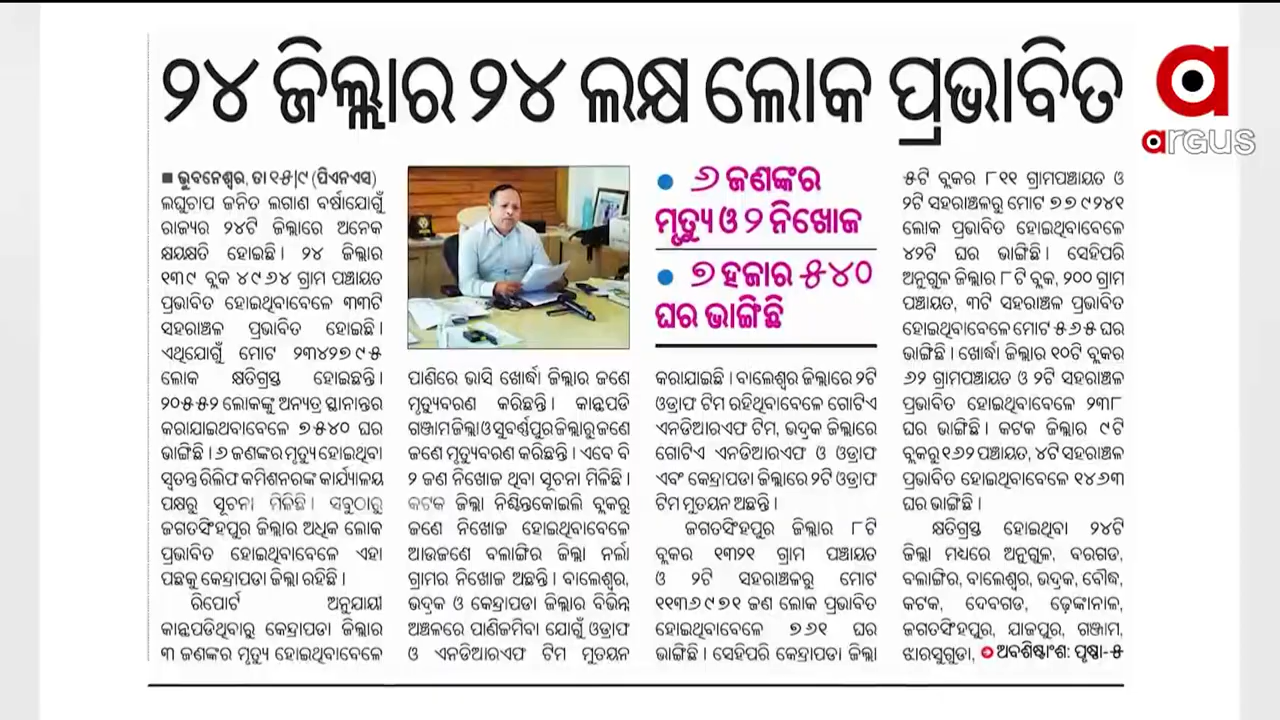 ୨୪ ଜିଲ୍ଲାର ୨୪ ଲକ୍ଷ ଲୋକ ପ୍ରଭାବିତ
argus
■ ଭୁବନେଶ୍ୱର, ତା ୧୫|୯ (ପିଏନଏସ୍)
ଲଘୁଚାପ ଜନିତ ଲଗାଣ ବର୍ଷାଯୋଗୁଁ
ରାଜ୍ୟର ୨୪ଟି ଜିଲ୍ଲାରେ ଅନେକ
କ୍ଷୟକ୍ଷତି ହୋଇଛି। ୨୪ ଜିଲ୍ଲାର
୧୩୯ ବ୍ଲକ ୪୯୬୪ ଗ୍ରାମ ପଞ୍ଚାୟତ
ପ୍ରଭାବିତ ହୋଇଥିବାବେଳେ ୩୩ଟି
ସହରାଞ୍ଚଳ ପ୍ରଭାବିତ ହୋଇଛି।
ଏଥିଯୋଗୁଁ ମୋଟ ୨୩୪୨୭୯୫
ଲୋକ କ୍ଷତିଗ୍ରସ୍ତ ହୋଇଛନ୍ତି।
୨୦୫୫୨ ଲୋକଙ୍କୁ ଅନ୍ୟତ୍ର ସ୍ଥାନାନ୍ତର
କରାଯାଇଥିବାବେଳେ ୭୫୪୦ ଘର
ଭାଙ୍ଗିଛି। ୬ ଜଣଙ୍କର ମୃତ୍ୟୁ ହୋଇଥିବା
ସ୍ୱତନ୍ତ୍ର ରିଲିଫ କମିଶନରଙ୍କ କାର୍ଯ୍ୟାଳୟ
ପକ୍ଷରୁ ସୂଚନା ମିଳିଛି। ସବୁଠାରୁ
ଜଗତସିଂହପୁର ଜିଲ୍ଲାର ଅଧିକ ଲୋକ
ପ୍ରଭାବିତ ହୋଇଥିବାବେଳେ ଏହା
ପଛକୁ କେନ୍ଦ୍ରାପଡା ଜିଲ୍ଲା ରହିଛି।
ରିପୋର୍ଟ ଅନୁଯାୟୀ
କାନ୍ଥପଡିଥିବାରୁ କେନ୍ଦ୍ରାପଡା ଜିଲ୍ଲାର
୩ ଜଣଙ୍କର ମୃତ୍ୟୁ ହୋଇଥିବାବେଳେ
ପାଣିରେ ଭାସି ଖୋର୍ଦ୍ଧା ଜିଲ୍ଲାର ଜଣେ
ମୃତ୍ୟୁବରଣ କରିଛନ୍ତି। କାନ୍ଥପଡି
ଗଞ୍ଜାମ ଜିଲ୍ଲା ଓ ସୁବର୍ଣ୍ଣପୁର ଜିଲ୍ଲାରୁ ଜଣେ
ଜଣେ ମୃତ୍ୟୁବରଣ କରିଛନ୍ତି। ଏବେ ବି
୨ ଜଣ ନିଖୋଜ ଥିବା ସୂଚନା ମିଳିଛି।
କଟକ ଜିଲ୍ଲା ନିଶ୍ଚିନ୍ତକୋଇଲି ବ୍ଲକରୁ
ଜଣେ ନିଖୋଜ ହୋଇଥିବାବେଳେ
ଆଉଜଣେ ବଲାଙ୍ଗିର ଜିଲ୍ଲା ନର୍ଲା
ଗ୍ରାମର ନିଖୋଜ ଅଛନ୍ତି। ବାଲେଶ୍ୱର,
ଭଦ୍ରକ ଓ କେନ୍ଦ୍ରାପଡା ଜିଲ୍ଲାର ବିଭିନ୍ନ
ଅଞ୍ଚଳରେ ପାଣିଜମିବା ଯୋଗୁଁ ଓଡ୍ରାଫ
ଓ ଏନଡିଆରଏଫ ଟିମ ମୁତୟନ
● ୬ ଜଣଙ୍କର
ମୃତ୍ୟୁ ଓ ୨ ନିଖୋଜ
● ୭ ହଜାର ୫୪୦
ଘର ଭାଙ୍ଗିଛି
କରାଯାଇଛି। ବାଲେଶ୍ୱର ଜିଲ୍ଲାରେ ୨ଟି
ଓଡ୍ରାଫ ଟିମ ରହିଥିବାବେଳେ ଗୋଟିଏ
ଏନଡିଆରଏଫ ଟିମ, ଭଦ୍ରକ ଜିଲ୍ଲାରେ
ଗୋଟିଏ ଏନଡିଆରଏଫ ଓ ଓଡ୍ରାଫ
ଏବଂ କେନ୍ଦ୍ରାପଡା ଜିଲ୍ଲାରେ ୨ଟି ଓଡ୍ରାଫ
ଟିମ ମୁତୟନ ଅଛନ୍ତି।
ଜଗତସିଂହପୁର ଜିଲ୍ଲାର ୮ଟି
ବ୍ଲକର ୧୩୨୧ ଗ୍ରାମ ପଞ୍ଚାୟତ
ଓ ୨ଟି ସହରାଞ୍ଚକରୁ ମୋଟ
୧୧୩୬୯୭୧ ଜଣ ଲୋକ ପ୍ରଭାବିତ
ହୋଇଥିବାବେଳେ ୭୬୧ ଘର
ଭାଙ୍ଗିଛି। ସେହିପରି କେନ୍ଦ୍ରାପଡା ଜିଲ୍ଲା
୫ଟି ବ୍ଲକର ୮୧୧ ଗ୍ରାମପଞ୍ଚାୟତ ଓ
୨ଟି ସହରାଞ୍ଚଳରୁ ମୋଟ ୭୭୯୨୪୧
ଲୋକ ପ୍ରଭାବିତ ହୋଇଥିବାବେଳେ
୪୨ଟି ଘର ଭାଙ୍ଗିଛି। ସେହିପରି
ଅନୁଗୁଳ ଜିଲ୍ଲାର ୮ଟି ବ୍ଲକ, ୨୦୦ ଗ୍ରାମ
ପଞ୍ଚାୟତ, ୩ଟି ସହରାଞ୍ଚଳ ପ୍ରଭାବିତ
ହୋଇଥିବାବେଳେ ମୋଟ ୫୬୫ ଘର
ଭାଙ୍ଗିଛି। ଖୋର୍ଦ୍ଧା ଜିଲ୍ଲାର ୧୦ଟି ବ୍ଲକର
୬୨ ଗ୍ରାମପଞ୍ଚାୟତ ଓ ୨ଟି ସହରାଞ୍ଚଳ
ପ୍ରଭାବିତ ହୋଇଥିବାବେଳେ ୨୩୮
ଘର ଭାଙ୍ଗିଛି। କଟକ ଜିଲ୍ଲାର ୯ଟି
ବ୍ଲକରୁ ୧୬୨ ପଞ୍ଚାୟତ, ୪ଟି ସହରାଞ୍ଚଳ
ପ୍ରଭାବିତ ହୋଇଥିବାବେଳେ ୧୪୬୩
ଘର ଭାଙ୍ଗିଛି।
କ୍ଷତିଗ୍ରସ୍ତ ହୋଇଥିବା ୨୪ଟି
ଜିଲ୍ଲା ମଧ୍ୟରେ ଅନୁଗୁଳ, ବରଗଡ,
ବଲାଙ୍ଗିର, ବାଲେଶ୍ୱର, ଭଦ୍ରକ, ବୌଦ୍ଧ,
କଟକ, ଦେବଗଡ, ଢ଼େଙ୍କାନାଳ,
ଜଗତସିଂହପୁର, ଯାଜପୁର, ଗଞ୍ଜାମ,
ଝାରସୁଗୁଡା, ଅବଶିଷ୍ଟାଂଶ: ପୃଷ୍ଠା-୫